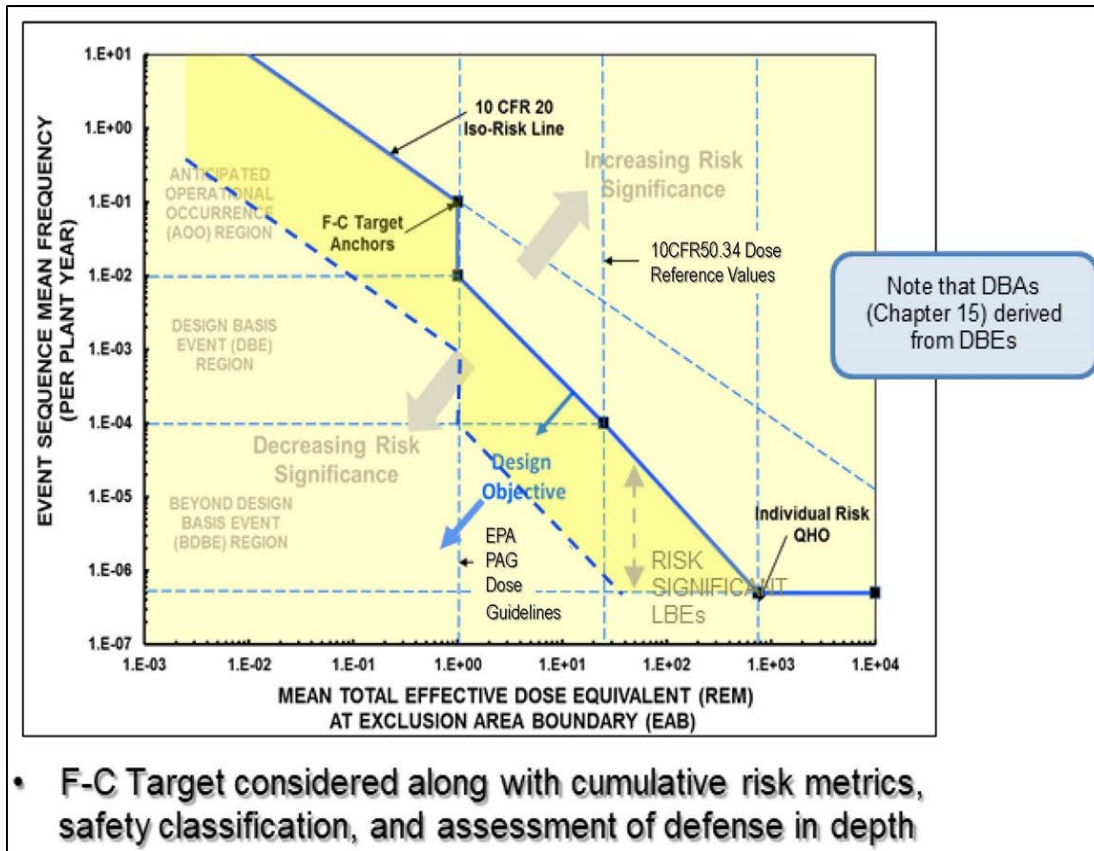 EVENT SEQUENCE MEAN FREQUENCY
(PER PLANT YEAR)
1.E+01
1.E+00
1.E-01
1.E-02
1.E-03
1.E-04
1.E-05
1.E-06
1.E-07
10 CFR 20
Iso-Risk Line
Increasing Risk
Significance
ANTICIPATED
OPERATIONAL
OCCURRENCE
(AOO) REGION
F-C Target
Anchors
10CFR50.34 Dose
Reference Values
Note that DBAs
(Chapter 15) derived
from DBEs
DESIGN BASIS
EVENT (DBE)
REGION
Decreasing Risk
Significance
Design
Objective
BEYOND DESIGN
BASIS EVENT
(BDBE) REGION
EPA
PAG
Dose
Guidelines
Individual Risk
QHO
RISK
SIGNIFICANT
LBEs
1.E-03 1.E-02 1.E-01 1.E+00 1.E+01 1.E+02 1.E+03 1.E+04
MEAN TOTAL EFFECTIVE DOSE EQUIVALENT (REM)
AT EXCLUSION AREA BOUNDARY (EAB)
• F-C Target considered along with cumulative risk metrics,
safety classification, and assessment of defense in depth